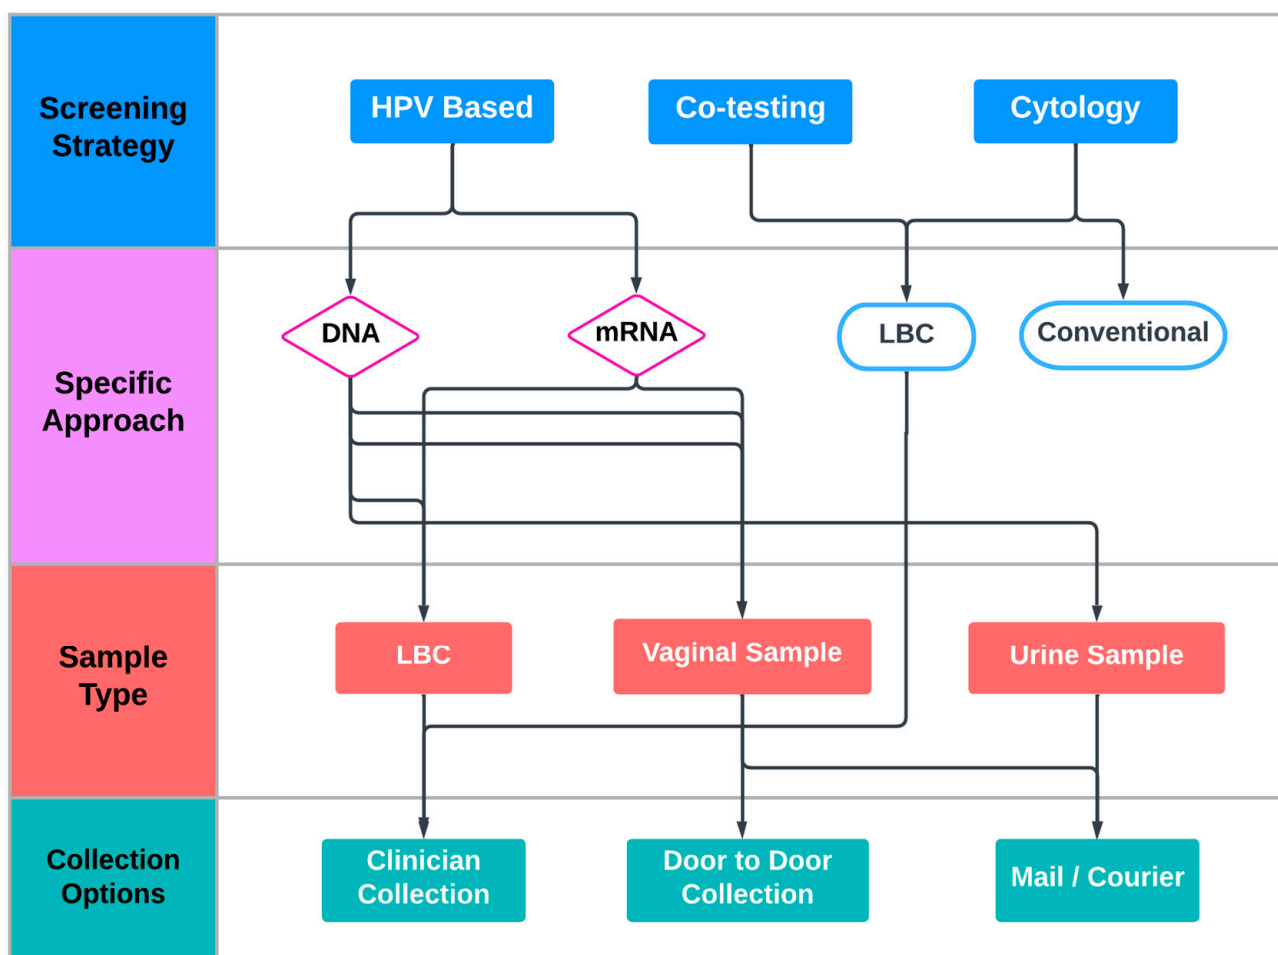 Screening
Strategy
HPV Based
Co-testing
Cytology
Specific
Approach
DNA
mRNA
LBC
Conventional
Sample
Type
LBC
Vaginal Sample
Urine Sample
Collection
Options
Clinician
Collection
Door to Door
Collection
Mail / Courier